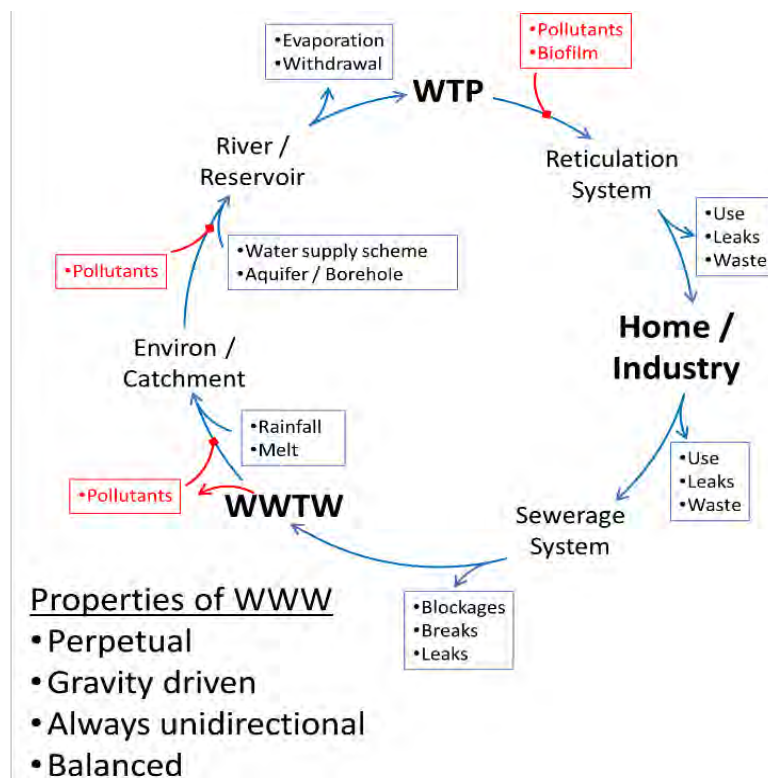 •Evaporation
•Withdrawal
•Pollutants
•Biofilm
WTP
River /
Reservoir
Reticulation
System
•Use
•Leaks
•Waste
•Pollutants
•Water supply scheme
•Aquifer / Borehole
Home /
Industry
Environ /
Catchment
•Rainfall
•Melt
•Use
•Leaks
•Waste
•Pollutants
WWTW
Sewerage
System
•Blockages
•Breaks
•Leaks
Properties of WWW
•Perpetual
•Gravity driven
•Always unidirectional
•Balanced